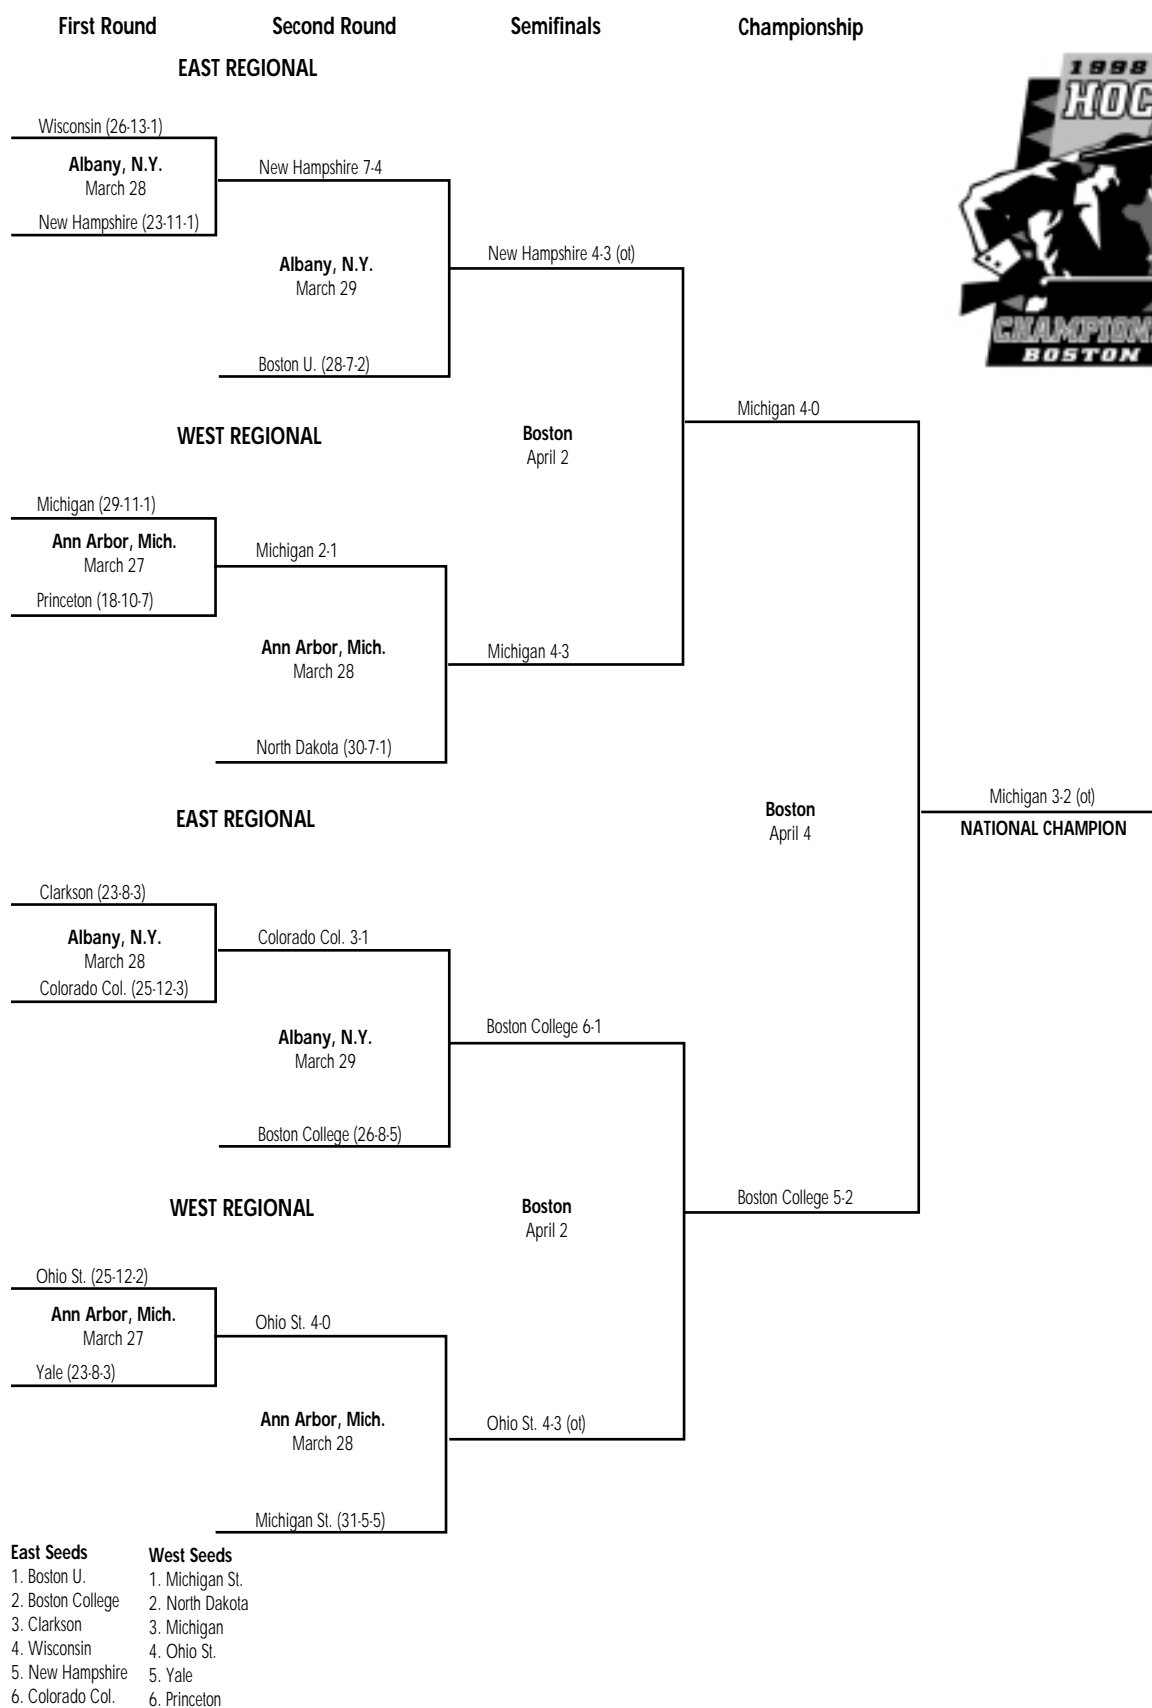 First Round Second Round Semifinals Championship
EAST REGIONAL
1998
HOC
CHAMPIONS
BOSTON
Wisconsin (26-13-1)
Albany, N.Y.
March 28
New Hampshire (23-11-1)
New Hampshire 7-4
Albany, N.Y.
March 29
Boston U. (28-7-2)
New Hampshire 4-3 (ot)
WEST REGIONAL
Boston
April 2
Michigan 4-0
Michigan (29-11-1)
Ann Arbor, Mich.
March 27
Princeton (18-10-7)
Michigan 2-1
Ann Arbor, Mich.
March 28
North Dakota (30-7-1)
Michigan 4-3
EAST REGIONAL
Boston
April 4
Michigan 3-2 (ot)
NATIONAL CHAMPION
Clarkson (23-8-3)
Albany, N.Y.
March 28
Colorado Col. (25-12-3)
Colorado Col. 3-1
Albany, N.Y.
March 29
Boston College (26-8-5)
Boston College 6-1
WEST REGIONAL
Boston
April 2
Boston College 5-2
Ohio St. (25-12-2)
Ann Arbor, Mich.
March 27
Yale (23-8-3)
Ohio St. 4-0
Ann Arbor, Mich.
March 28
Michigan St. (31-5-5)
Ohio St. 4-3 (ot)
East Seeds
1. Boston U.
2. Boston College
3. Clarkson
4. Wisconsin
5. New Hampshire
6. Colorado Col.
West Seeds
1. Michigan St.
2. North Dakota
3. Michigan
4. Ohio St.
5. Yale
6. Princeton